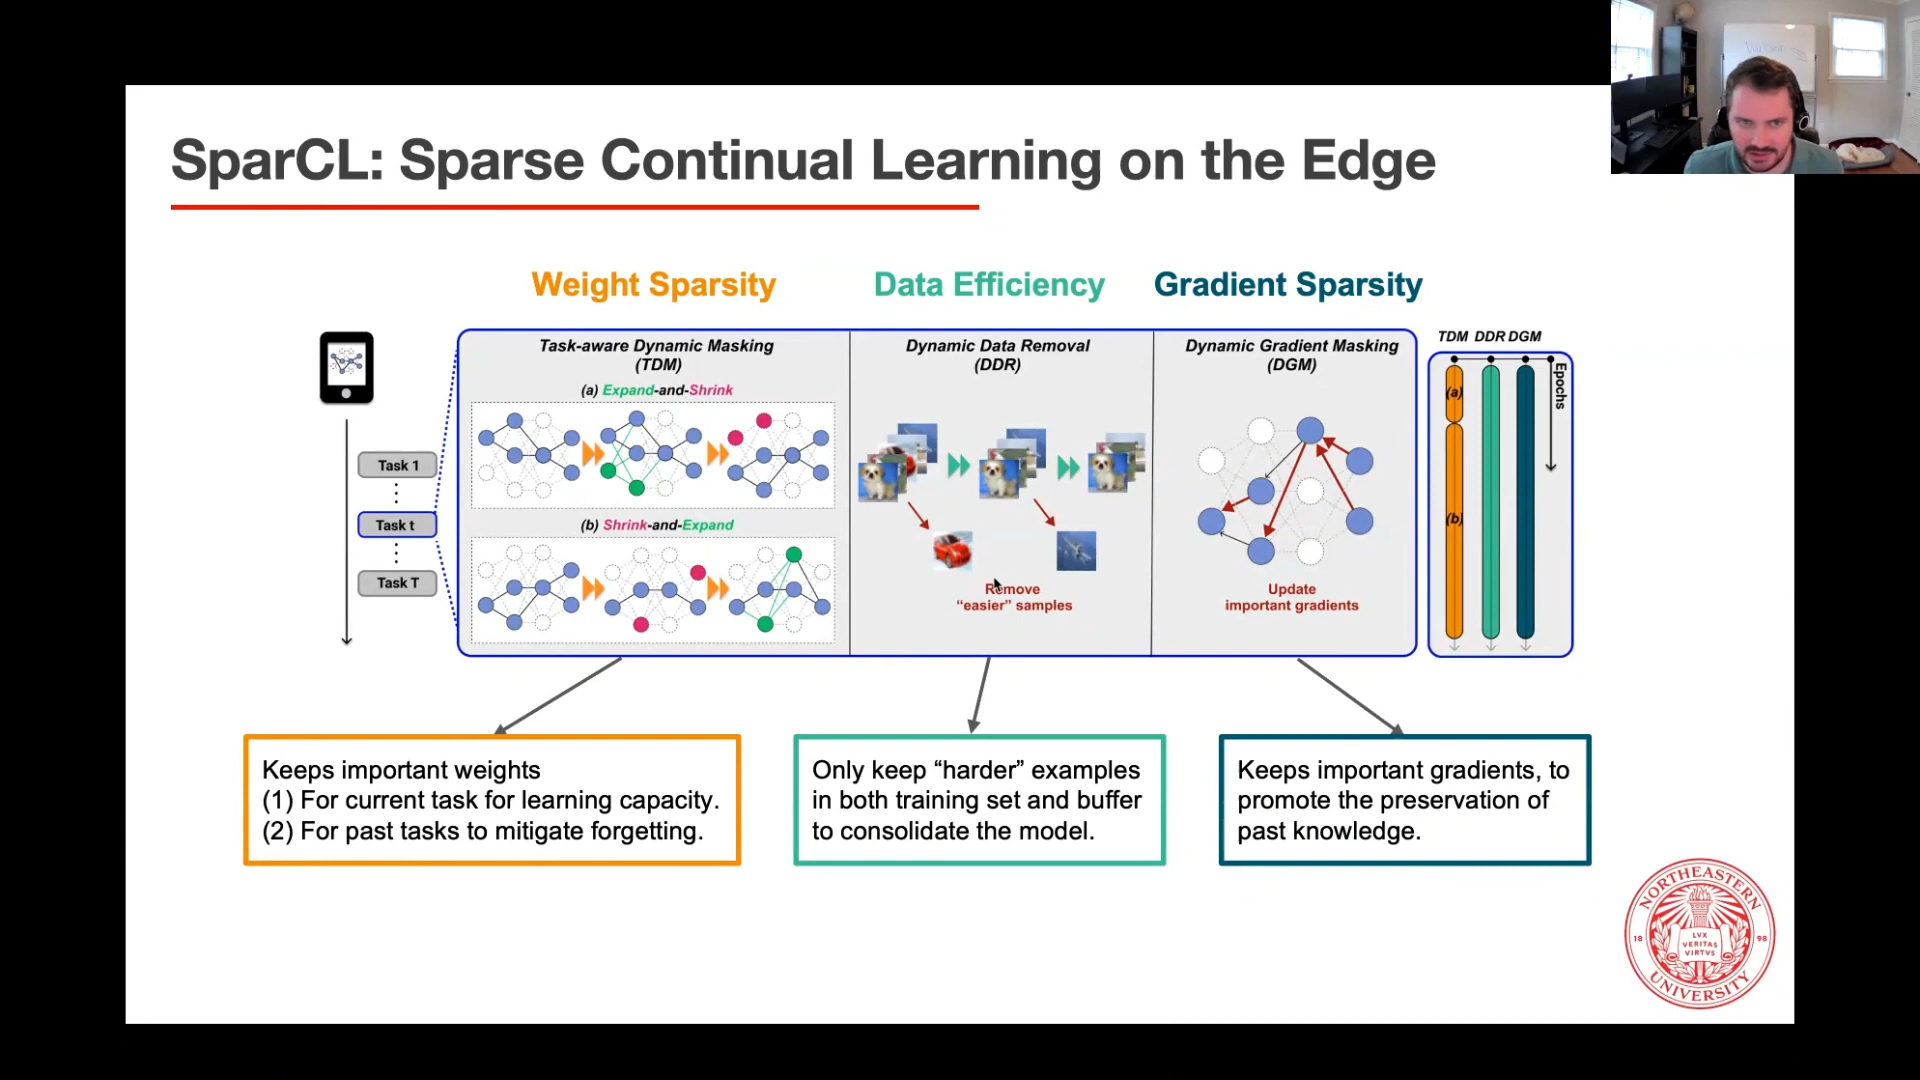 SparCL: Sparse Continual Learning on the Edge
Weight Sparsity
Data Efficiency
Gradient Sparsity
Task-aware Dynamic Masking
(TDM)
(a) Expand-and-Shrink
(b) Shrink-and-Expand
Dynamic Data Removal
(DDR)
Remove
“easier” samples
Dynamic Gradient Masking
(DGM)
Update
important gradients
TDM DDR DGM
Epochs
(a)
(b)
Task 1
Task t
Task T
Keeps important weights
(1) For current task for learning capacity.
(2) For past tasks to mitigate forgetting.
Only keep “harder” examples
in both training set and buffer
to consolidate the model.
Keeps important gradients, to
promote the preservation of
past knowledge.
NORTHEASTERN
UNIVERSITY
18 98
LVX
VERITAS
VIRTVS